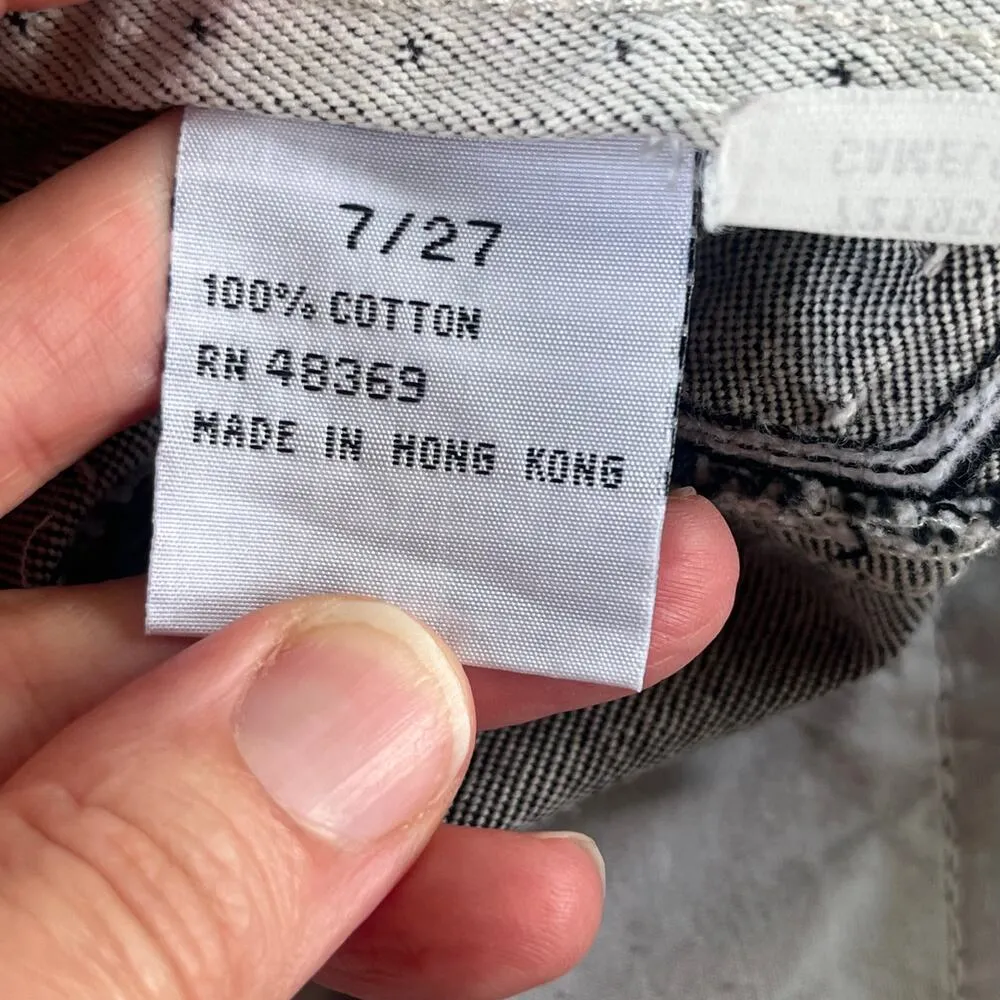 7/27
100% COTTON
RN 48369
MADE IN HONG KONG